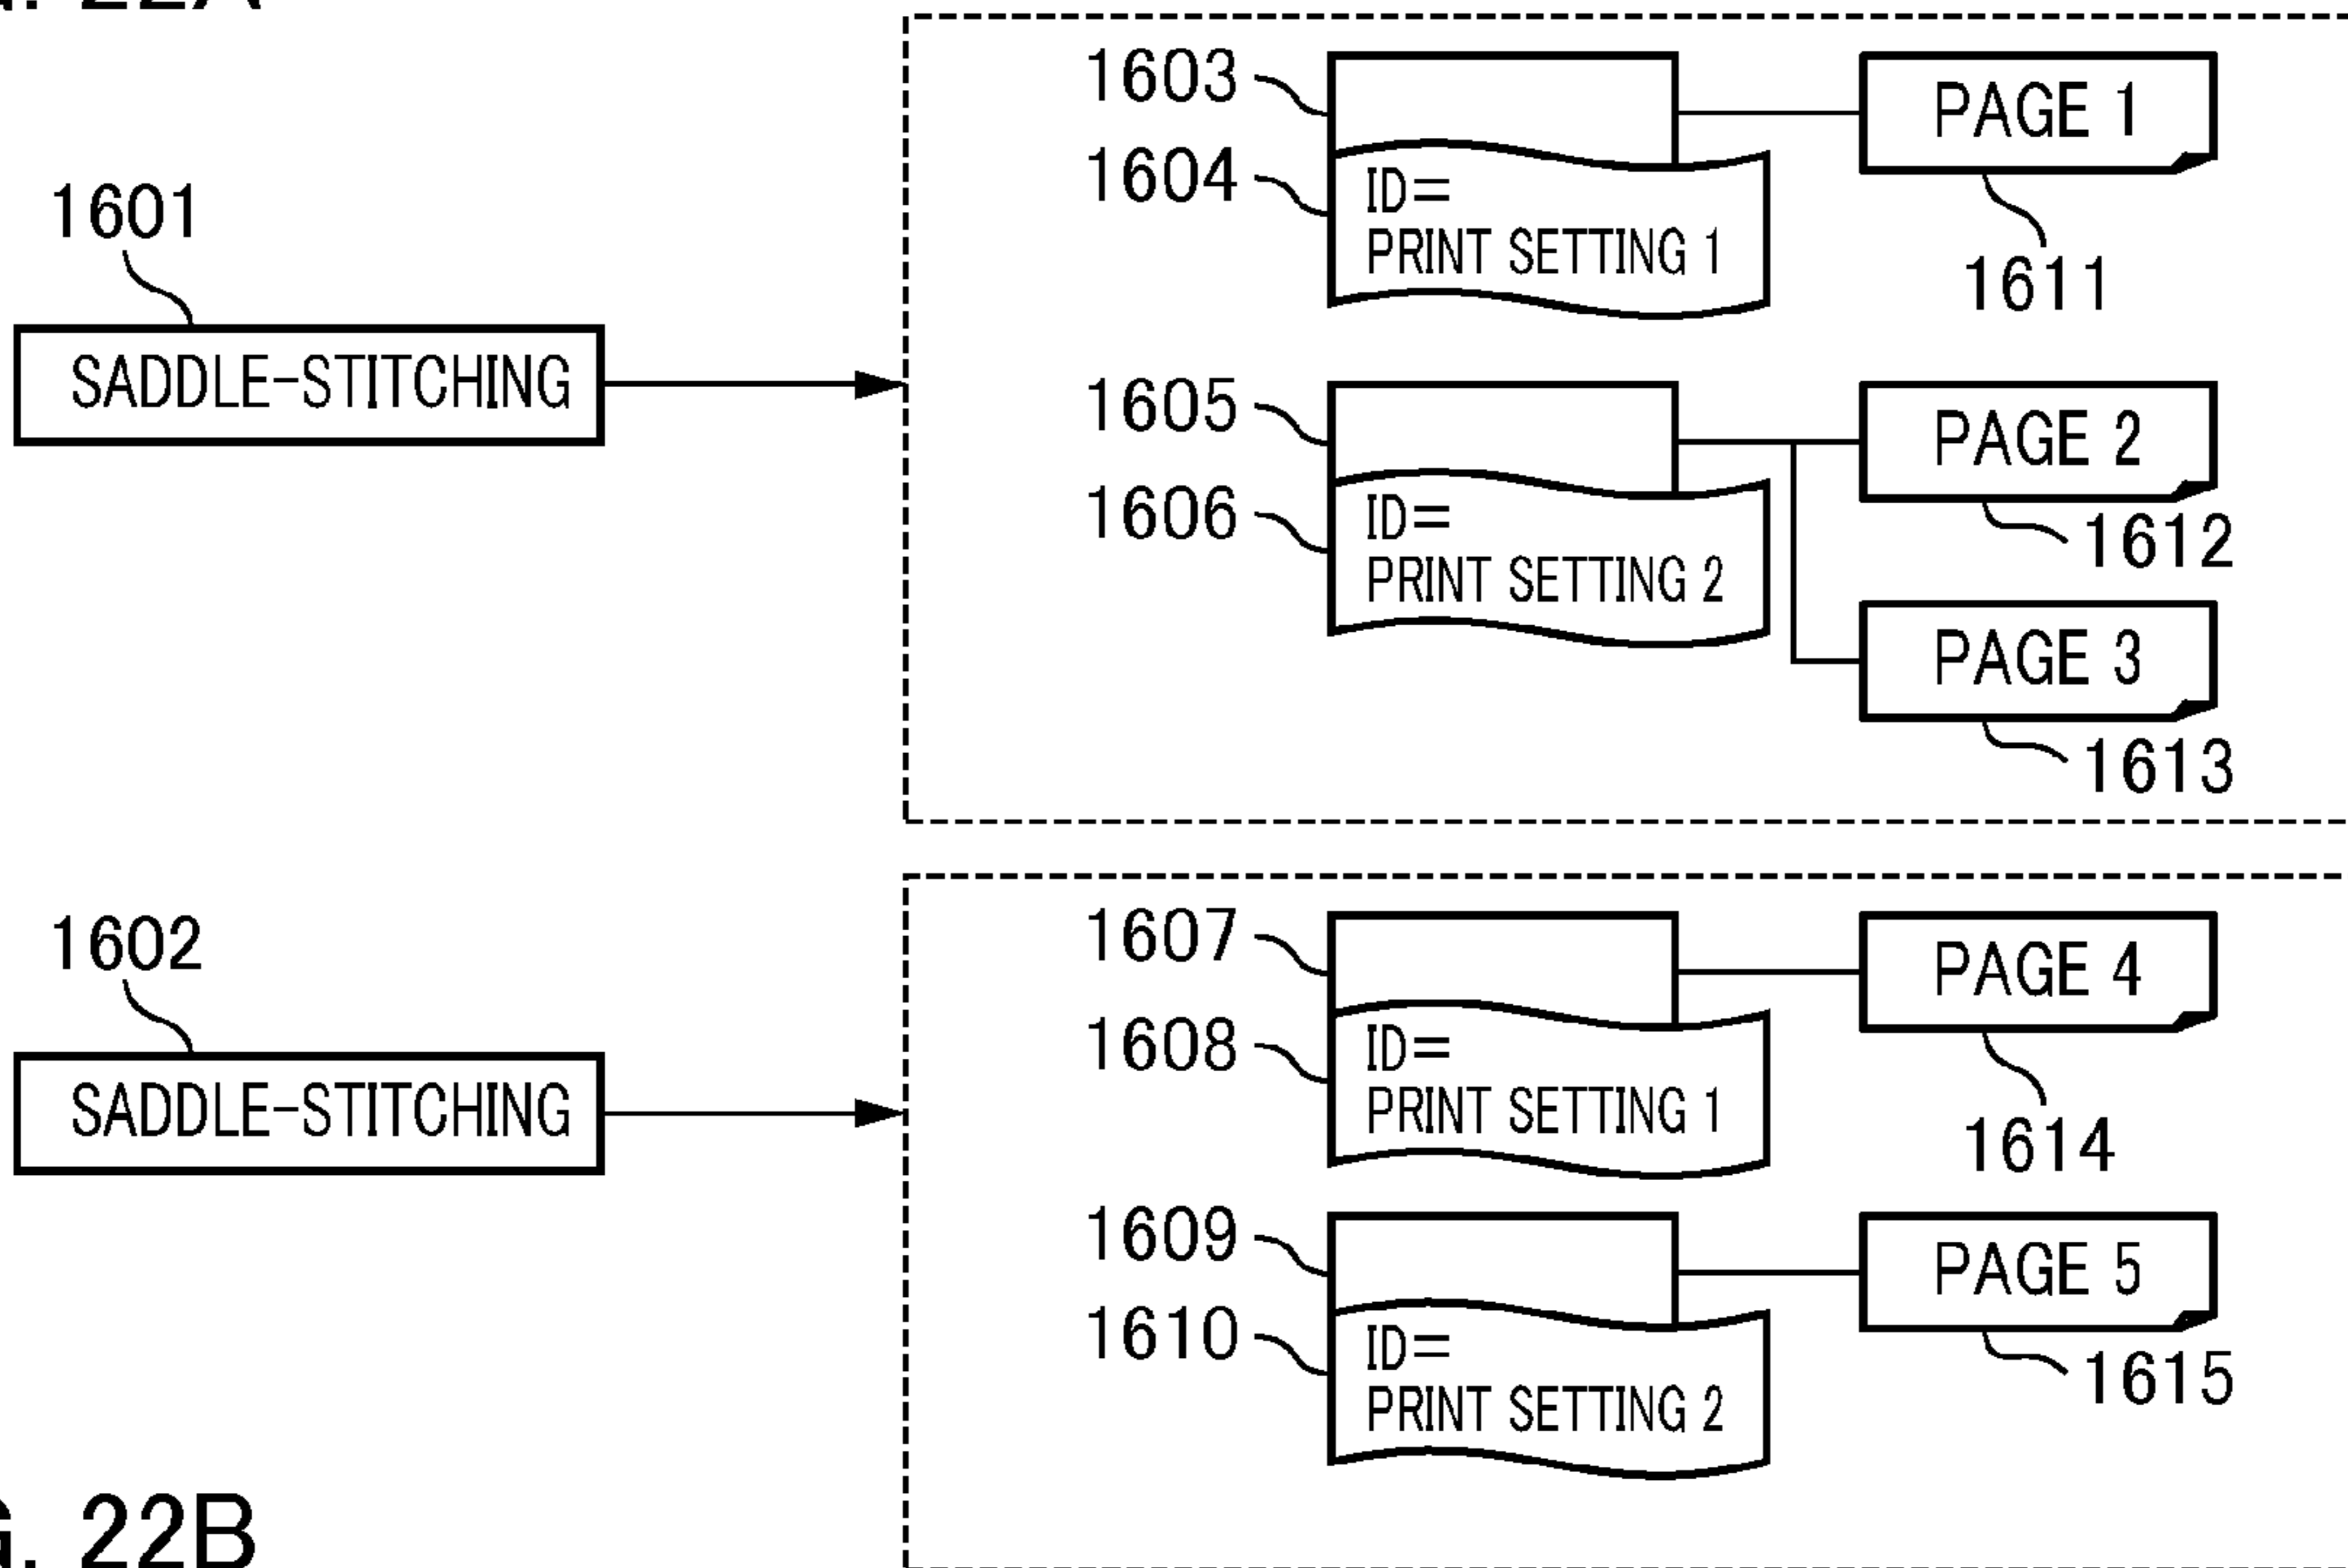 22A
1603
PAGE 1
1604
ID=
PRINT SETTING 1
1611
1601
SADDLE-STITCHING
1605
PAGE 2
1606
ID=
PRINT SETTING 2
1612
PAGE 3
1613
1602
SADDLE-STITCHING
1607
PAGE 4
1608
ID=
PRINT SETTING 1
1614
1609
PAGE 5
1610
ID=
PRINT SETTING 2
1615
G. 22B